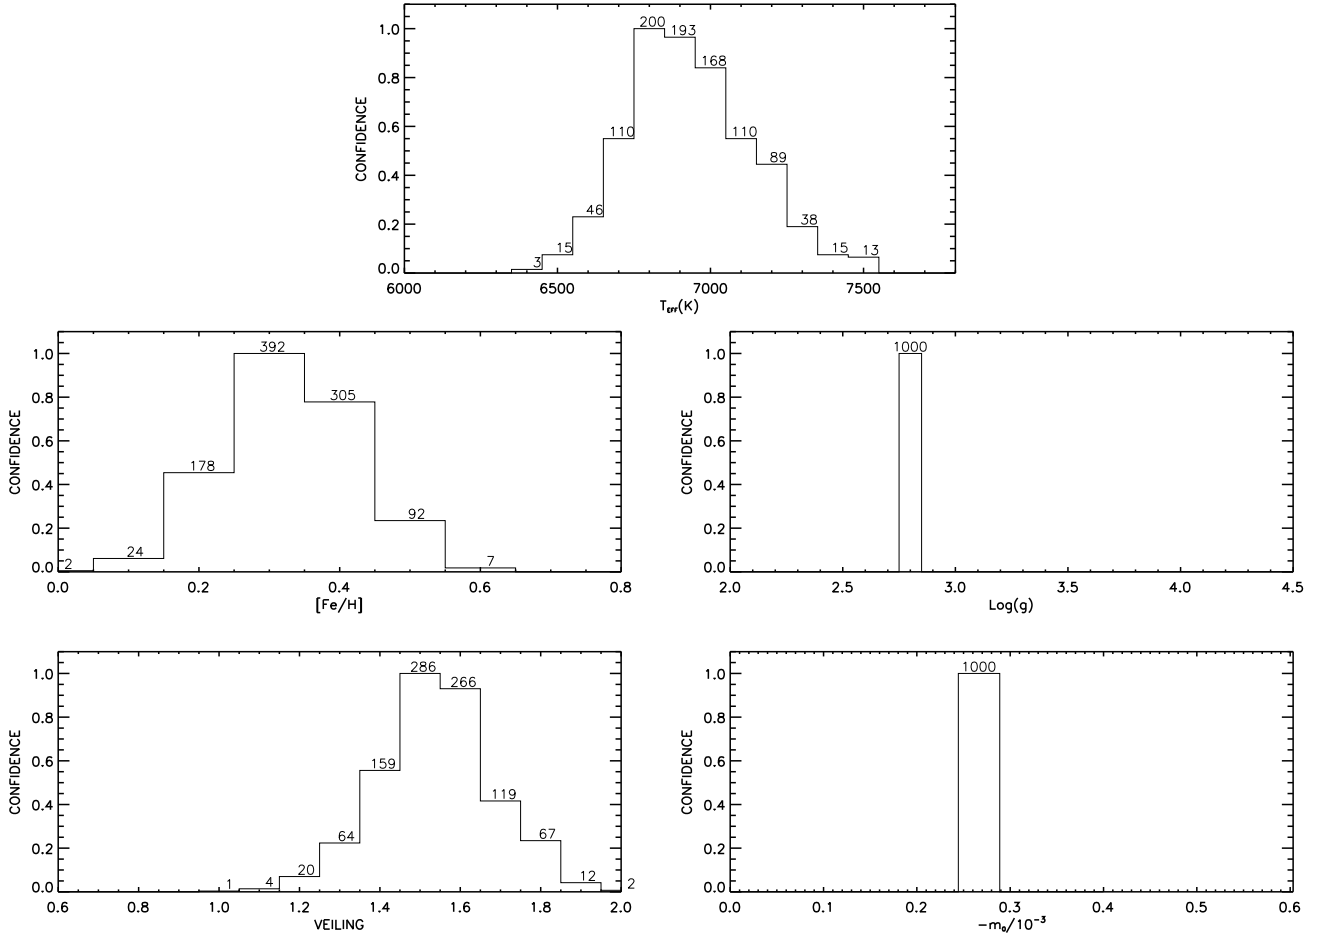 CONFIDENCE
1.0
0.8
0.6
0.4
0.2
0.0
3 15 46 110 200 193 168 110 89 38 15 13
6000 6500 7000 7500
T_EFF(K)
CONFIDENCE
1.0
0.8
0.6
0.4
0.2
0.0
2 24 178 392 305 92 7
0.0 0.2 0.4 0.6 0.8
[Fe/H]
CONFIDENCE
1.0
0.8
0.6
0.4
0.2
0.0
1000
2.0 2.5 3.0 3.5 4.0 4.5
Log(g)
CONFIDENCE
1.0
0.8
0.6
0.4
0.2
0.0
1 4 20 64 159 286 266 119 67 12 2
0.6 0.8 1.0 1.2 1.4 1.6 1.8 2.0
VEILING
CONFIDENCE
1.0
0.8
0.6
0.4
0.2
0.0
1000
0.0 0.1 0.2 0.3 0.4 0.5 0.6
−m₀/10⁻³